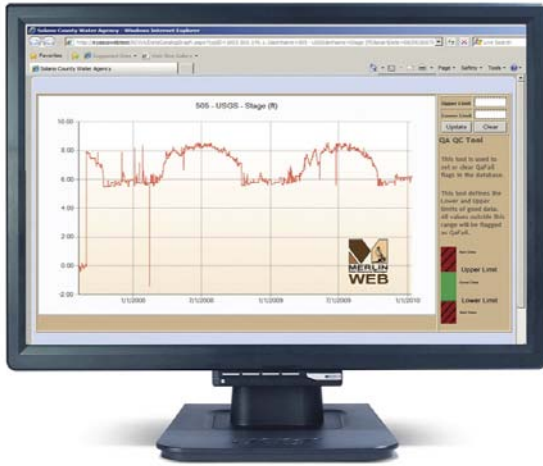 Solano County Water Agency - Windows Internet Explorer
Favorites
Solano County Water Agency
Page Safety Tools
505 - USGS - Stage (ft)
Upper Limit
Lower Limit
Update Clear
QA QC Tool
This tool is used to
set or clear QaFail
flags in the database.
This tool defines the
Lower and Upper
limits of good data.
All values outside this
range will be flagged
as QaFail.
Upper Limit
Lower Limit
10.00
8.00
6.00
4.00
2.00
0.00
-2.00
1/1/2008
7/1/2008
1/1/2009
7/1/2009
1/1/2010
MERLIN
WEB